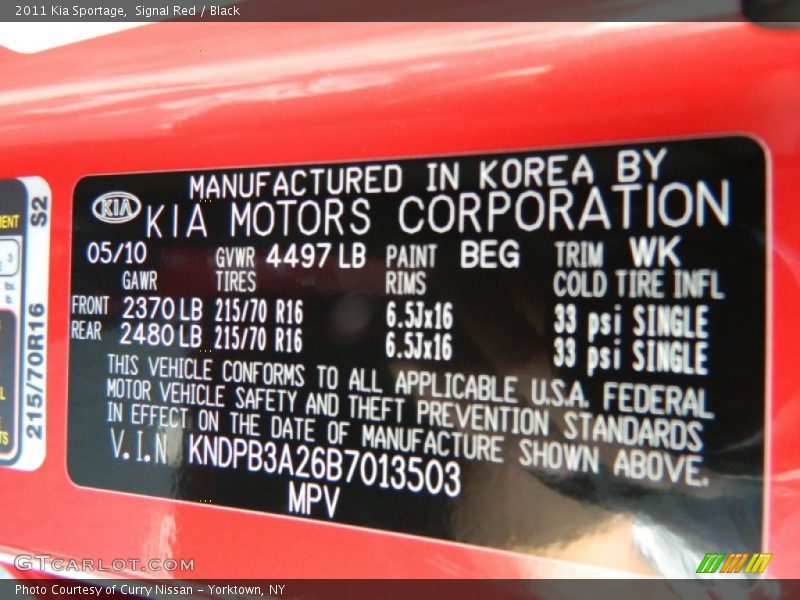 2011 Kia Sportage, Signal Red / Black
MANUFACTURED IN KOREA BY
KIA KIA MOTORS CORPORATION
05/10 GVWR 4497 LB PAINT BEG TRIM WK
GAWR TIRES RIMS COLD TIRE INFL
FRONT 2370 LB 215/70 R16 6.5Jx16 33 psi SINGLE
REAR 2480 LB 215/70 R16 6.5Jx16 33 psi SINGLE
THIS VEHICLE CONFORMS TO ALL APPLICABLE U.S.A. FEDERAL
MOTOR VEHICLE SAFETY AND THEFT PREVENTION STANDARDS
IN EFFECT ON THE DATE OF MANUFACTURE SHOWN ABOVE.
V.I.N KNDPB3A26B7013503
MPV
S2
215/70R16
GTCARLOT.COM
Photo Courtesy of Curry Nissan - Yorktown, NY